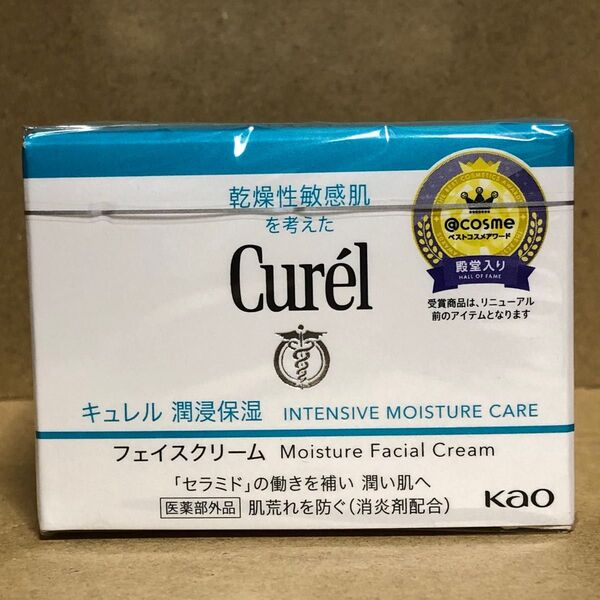 乾燥性敏感肌
を考えた
Curél
@cosme
ベストコスメアワード
殿堂入り
HALL OF FAME
受賞商品は、リニューアル
前のアイテムとなります
キュレル 潤浸保湿 INTENSIVE MOISTURE CARE
フェイスクリーム Moisture Facial Cream
「セラミド」の働きを補い 潤い肌へ
医薬部外品 肌荒れを防ぐ(消炎剤配合)
Kao